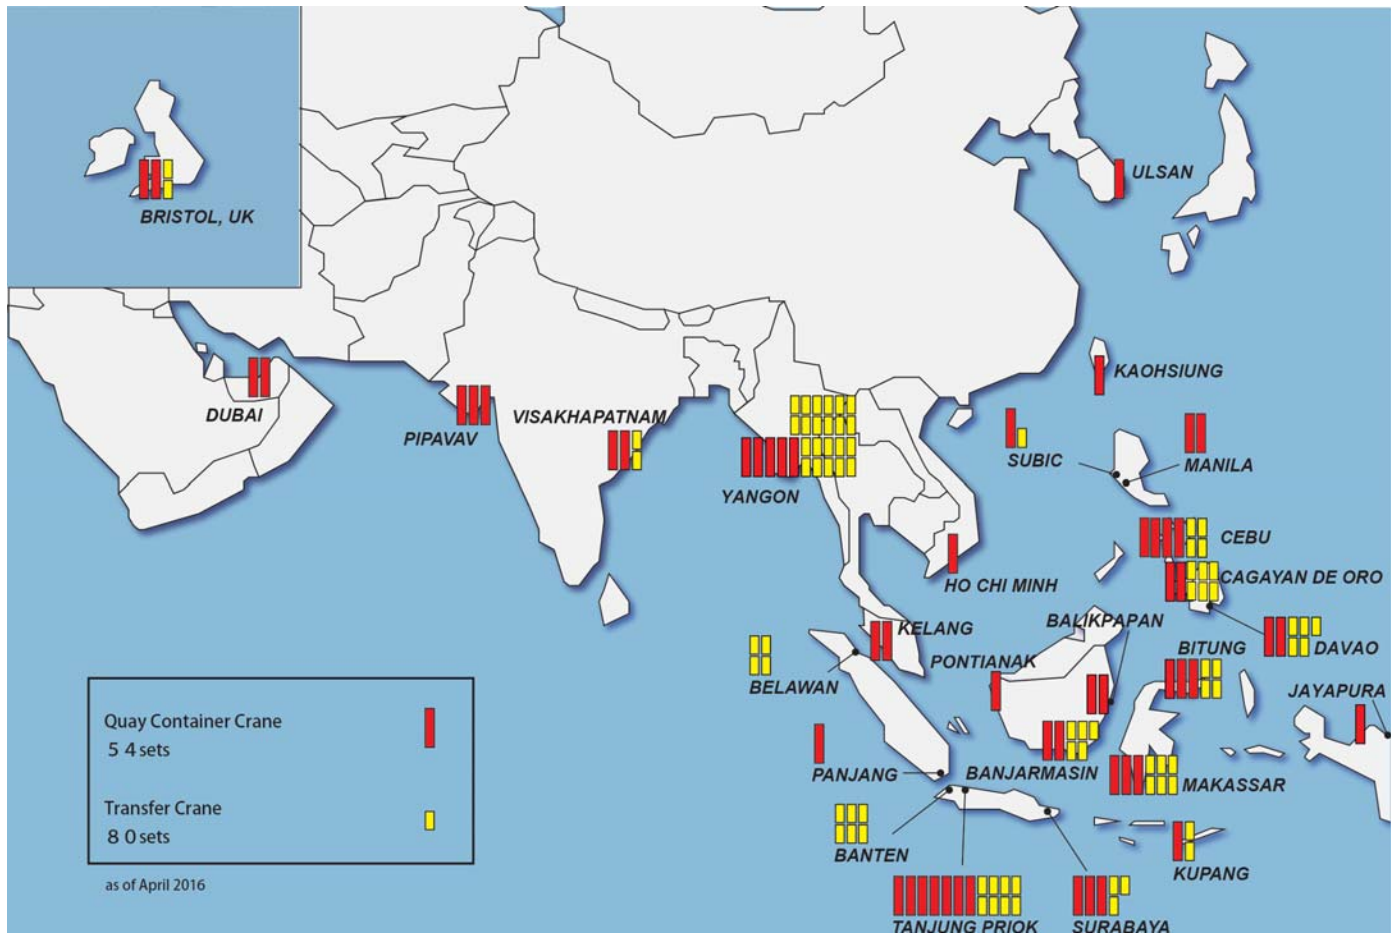 BRISTOL, UK
ULSAN
DUBAI
PIPAVAV
VISAKHAPATNAM
YANGON
KAOHSIUNG
SUBIC
MANILA
CEBU
CAGAYAN DE ORO
HO CHI MINH
BALIKPAPAN
KELANG
DAVAO
BITUNG
PONTIANAK
BELAWAN
JAYAPURA
PANJANG
BANJARMASIN
MAKASSAR
BANTEN
KUPANG
TANJUNG PRIOK
SURABAYA
Quay Container Crane
5 4 sets
Transfer Crane
8 0 sets
as of April 2016